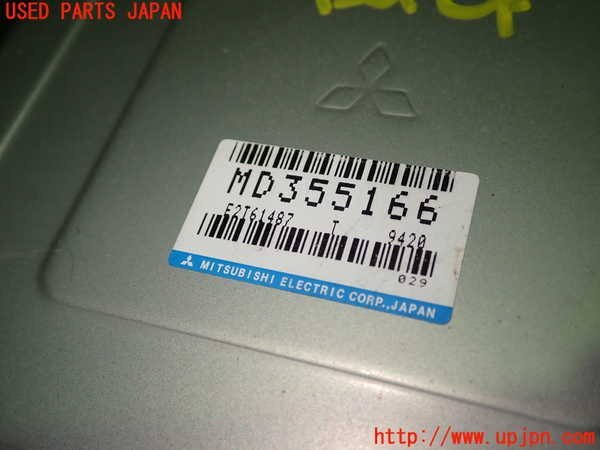 USED PARTS JAPAN
MD355166
E2T61487 T 9420
029
MITSUBISHI ELECTRIC CORP.,JAPAN
http://www.upjpn.com